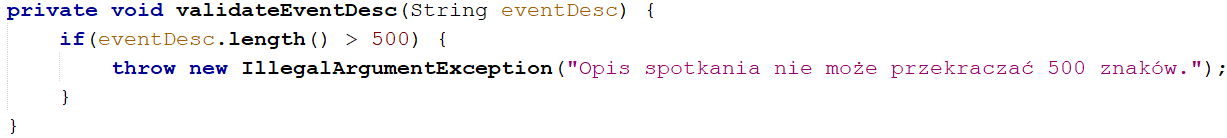 private void validateEventDesc(String eventDesc) {
    if(eventDesc.length() > 500) {
        throw new IllegalArgumentException("Opis spotkania nie może przekraczać 500 znaków.");
    }
}